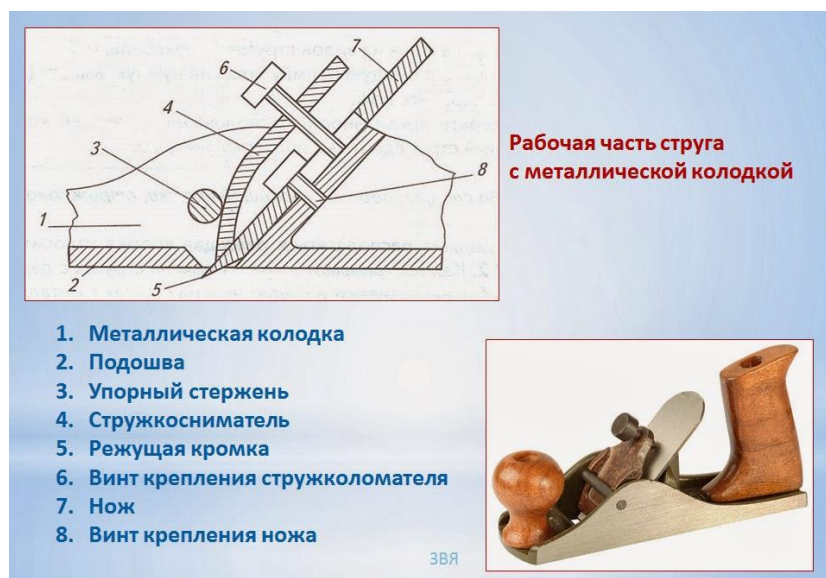 6
7
4
3
8
1
2
5
Рабочая часть струга
с металлической колодкой
1. Металлическая колодка
2. Подошва
3. Упорный стержень
4. Стружкосниматель
5. Режущая кромка
6. Винт крепления стружколомателя
7. Нож
8. Винт крепления ножа
ЗВЯ